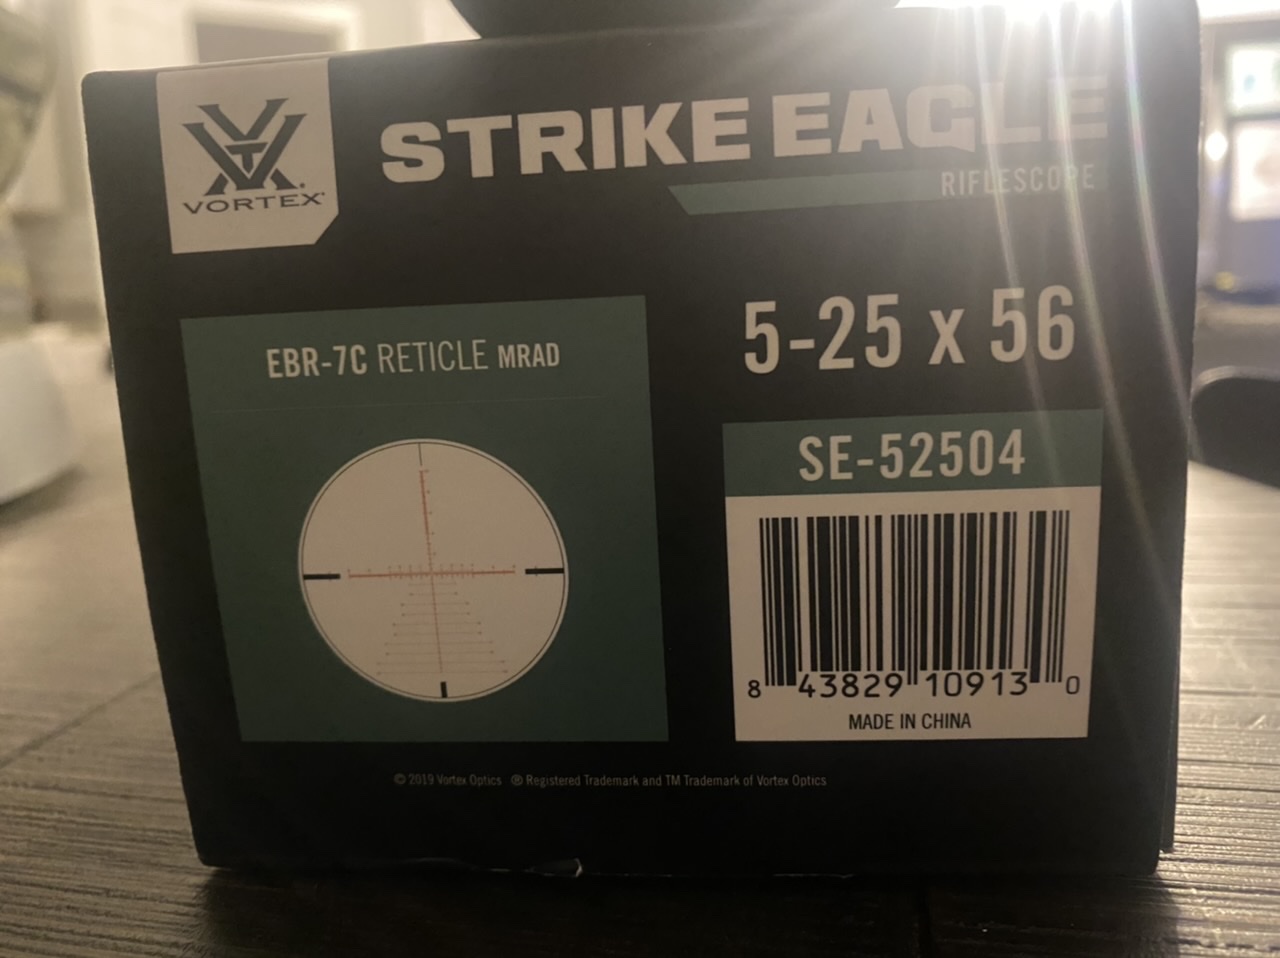 VORTEX
STRIKE EAGLE
RIFLESCOPE
EBR-7C RETICLE MRAD
5-25 x 56
SE-52504
8 43829 10913 0
MADE IN CHINA
© 2019 Vortex Optics ® Registered Trademark and TM Trademark of Vortex Optics